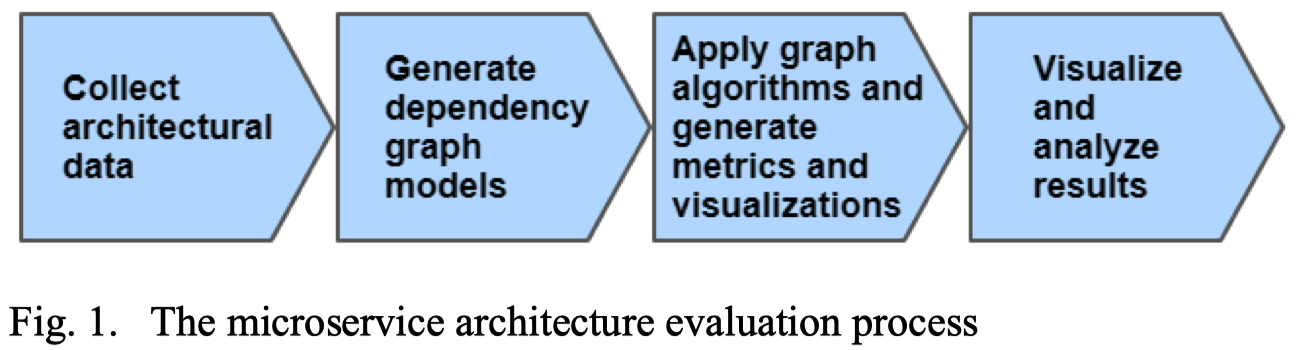 Collect
architectural
data
Generate
dependency
graph
models
Apply graph
algorithms and
generate
metrics and
visualizations
Visualize
and
analyze
results
Fig. 1. The microservice architecture evaluation process